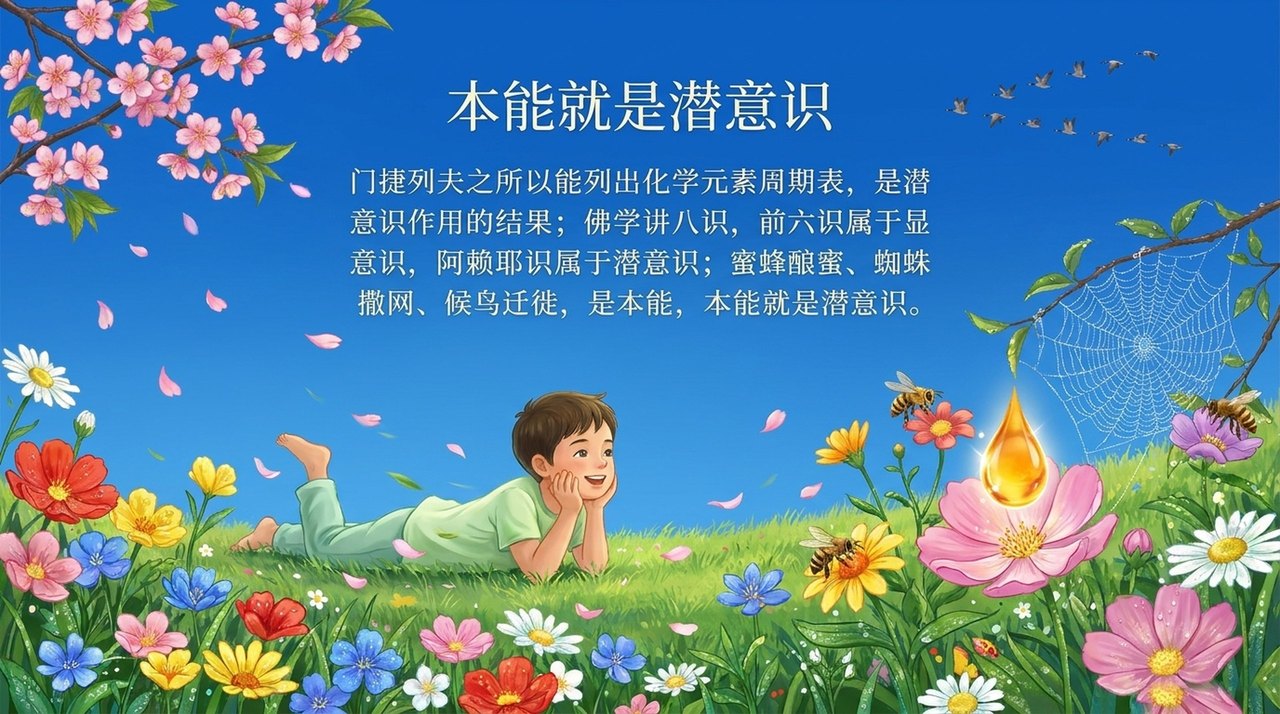 本能就是潜意识
门捷列夫之所以能列出化学元素周期表，是潜
意识作用的结果；佛学讲八识，前六识属于显
意识，阿赖耶识属于潜意识；蜜蜂酿蜜、蜘蛛
撒网、候鸟迁徙，是本能，本能就是潜意识。